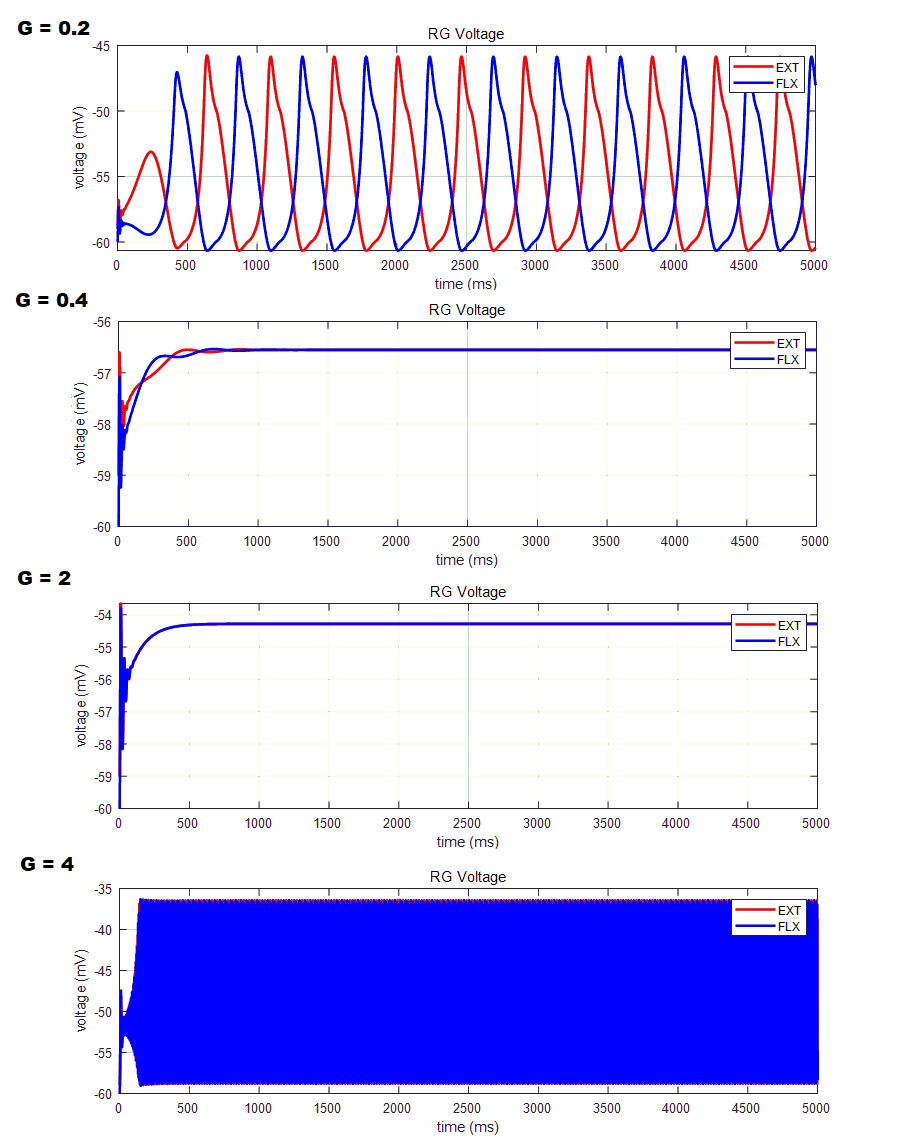 G = 0.2
RG Voltage
-45
-50
-55
-60
voltage (mV)
EXT
FLX
0 500 1000 1500 2000 2500 3000 3500 4000 4500 5000
time (ms)
G = 0.4
RG Voltage
-56
-57
-58
-59
-60
voltage (mV)
EXT
FLX
0 500 1000 1500 2000 2500 3000 3500 4000 4500 5000
time (ms)
G = 2
RG Voltage
-54
-55
-56
-57
-58
-59
-60
voltage (mV)
EXT
FLX
0 500 1000 1500 2000 2500 3000 3500 4000 4500 5000
time (ms)
G = 4
RG Voltage
-35
-40
-45
-50
-55
-60
voltage (mV)
EXT
FLX
0 500 1000 1500 2000 2500 3000 3500 4000 4500 5000
time (ms)